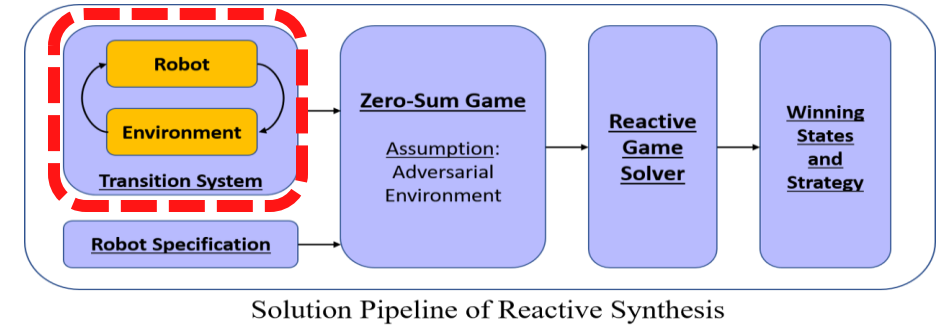 Robot
Environment
Transition System
Robot Specification
Zero-Sum Game
Assumption:
Adversarial
Environment
Reactive
Game
Solver
Winning
States
and
Strategy
Solution Pipeline of Reactive Synthesis